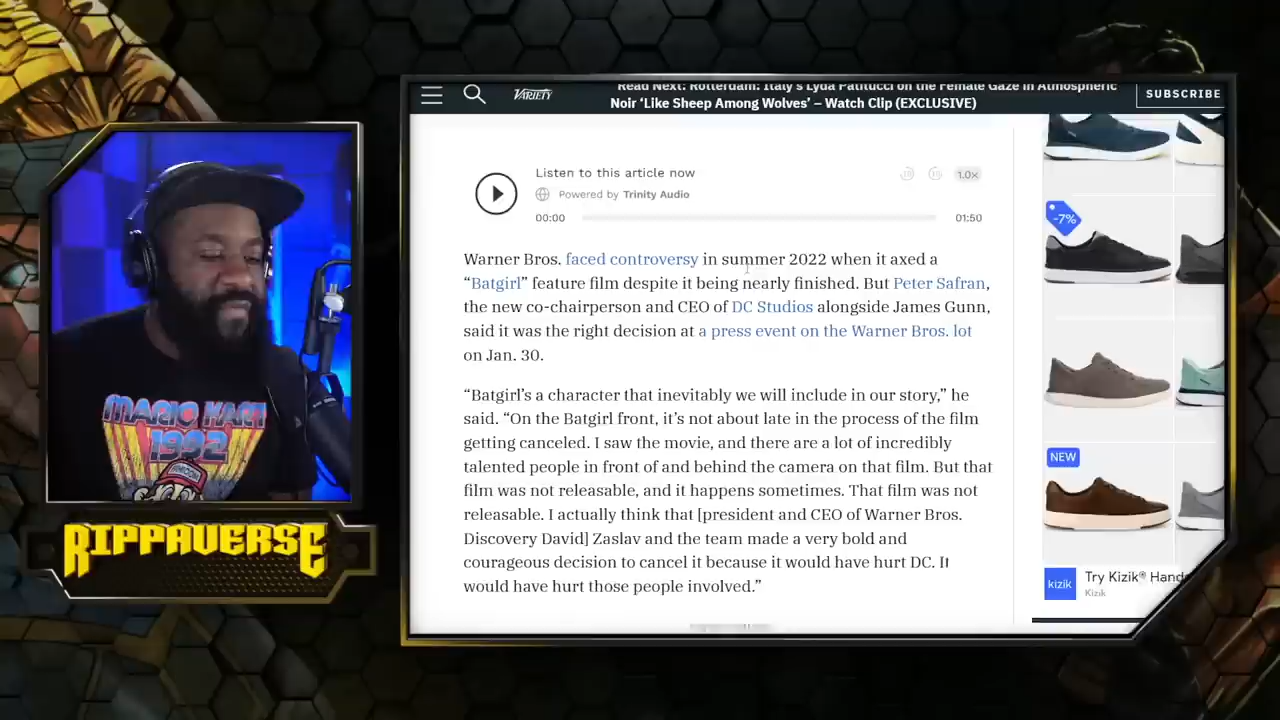 Read Next: Rotterdam: Italy's Lyda Patitucci on the Female Gaze in Atmospheric
Noir ‘Like Sheep Among Wolves’ – Watch Clip (EXCLUSIVE)
VARIETY
SUBSCRIBE
Listen to this article now
Powered by Trinity Audio
1.0x
00:00
01:50
-7%
Warner Bros. faced controversy in summer 2022 when it axed a
“Batgirl” feature film despite it being nearly finished. But Peter Safran,
the new co-chairperson and CEO of DC Studios alongside James Gunn,
said it was the right decision at a press event on the Warner Bros. lot
on Jan. 30.
“Batgirl’s a character that inevitably we will include in our story,” he
said. “On the Batgirl front, it’s not about late in the process of the film
getting canceled. I saw the movie, and there are a lot of incredibly
talented people in front of and behind the camera on that film. But that
film was not releasable, and it happens sometimes. That film was not
releasable. I actually think that [president and CEO of Warner Bros.
Discovery David] Zaslav and the team made a very bold and
courageous decision to cancel it because it would have hurt DC. It
would have hurt those people involved.”
NEW
kizik
Try Kizik® Hands
Kizik
MARIO KART
1992
RIPPAVERSE